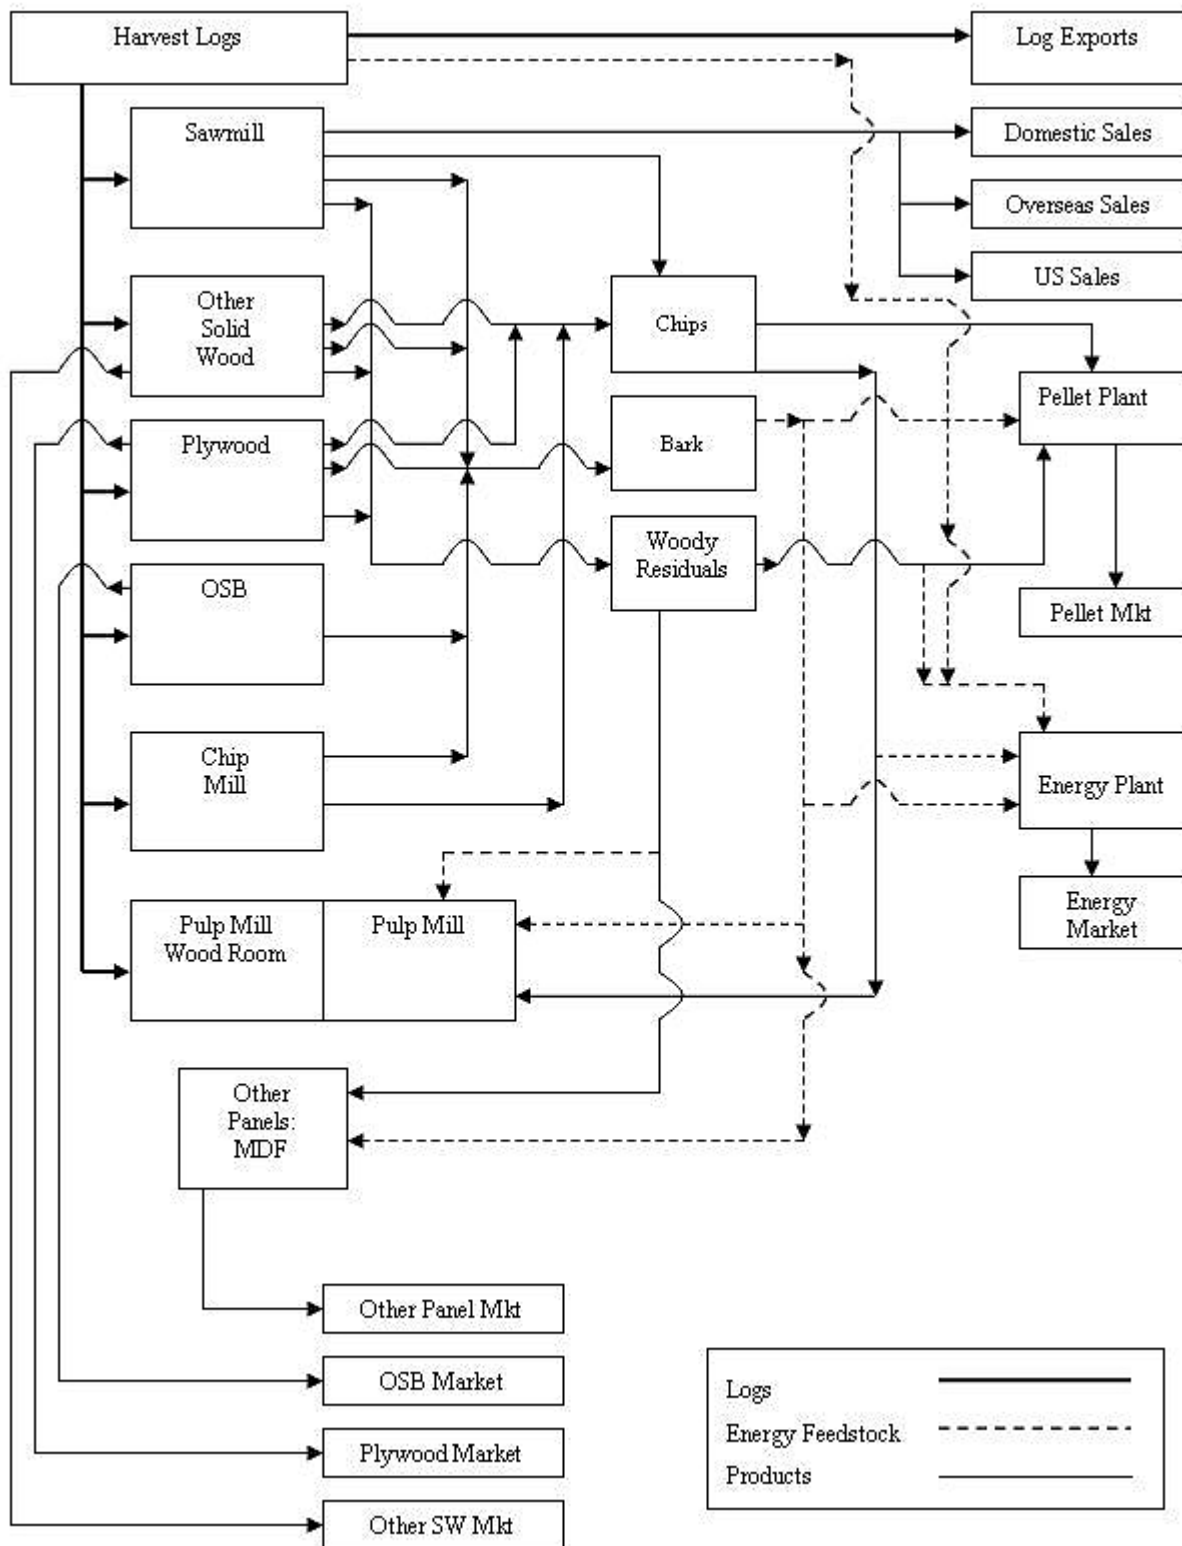 Harvest Logs
Log Exports
Sawmill
Domestic Sales
Overseas Sales
US Sales
Other
Solid
Wood
Chips
Pellet Plant
Plywood
Bark
Woody
Residuals
OSB
Pellet Mkt
Chip
Mill
Energy Plant
Energy
Market
Pulp Mill
Wood Room
Pulp Mill
Other
Panels:
MDF
Other Panel Mkt
OSB Market
Plywood Market
Other SW Mkt
Logs
Energy Feedstock
Products